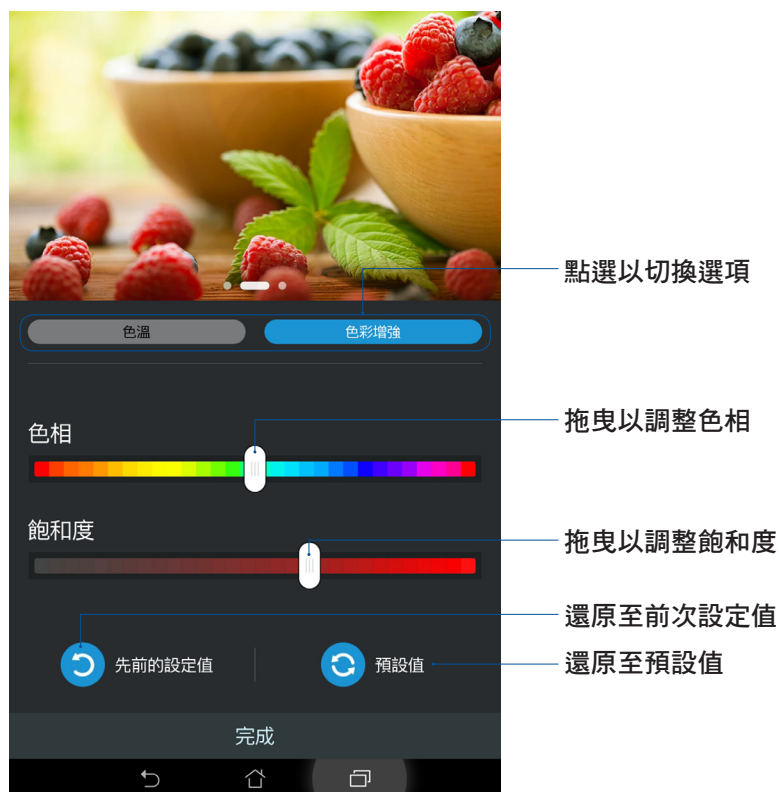 點選以切換選項
色溫
色彩增強
色相
拖曳以調整色相
飽和度
拖曳以調整飽和度
還原至前次設定值
先前的設定值
預設值
還原至預設值
完成